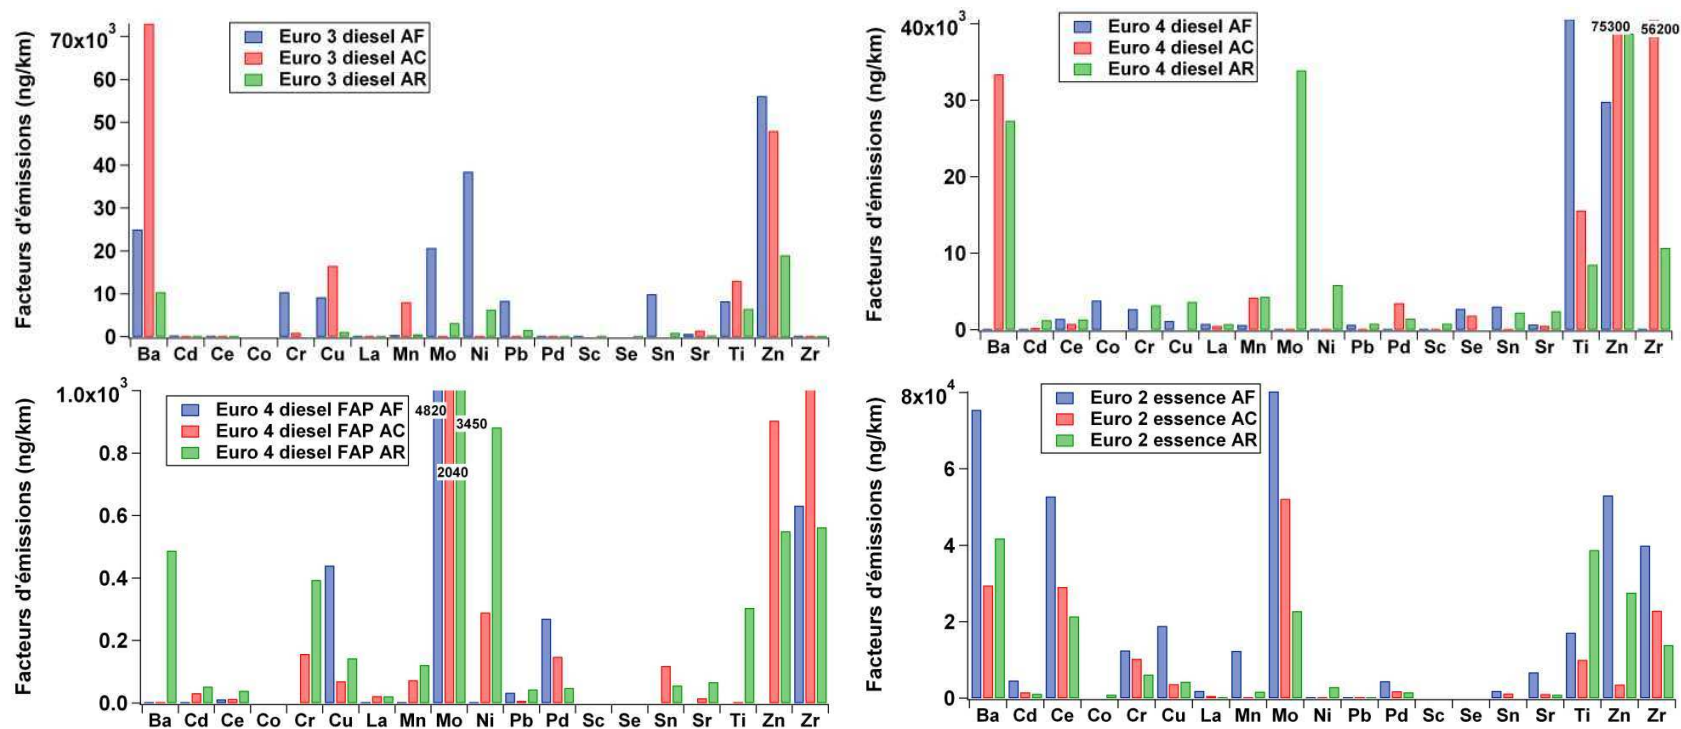 Facteurs d'émissions (ng/km)
70x10³
60
50
40
30
20
10
0
Euro 3 diesel AF
Euro 3 diesel AC
Euro 3 diesel AR
Ba Cd Ce Co Cr Cu La Mn Mo Ni Pb Pd Sc Se Sn Sr Ti Zn Zr
Facteurs d'émissions (ng/km)
40x10³
30
20
10
0
Euro 4 diesel AF
Euro 4 diesel AC
Euro 4 diesel AR
75300 56200
Ba Cd Ce Co Cr Cu La Mn Mo Ni Pb Pd Sc Se Sn Sr Ti Zn Zr
Facteurs d'émissions (ng/km)
1.0x10³
0.8
0.6
0.4
0.2
0.0
Euro 4 diesel FAP AF
Euro 4 diesel FAP AC
Euro 4 diesel FAP AR
4820
3450
2040
Ba Cd Ce Co Cr Cu La Mn Mo Ni Pb Pd Sc Se Sn Sr Ti Zn Zr
Facteurs d'émissions (ng/km)
8x10⁴
6
4
2
0
Euro 2 essence AF
Euro 2 essence AC
Euro 2 essence AR
Ba Cd Ce Co Cr Cu La Mn Mo Ni Pb Pd Sc Se Sn Sr Ti Zn Zr